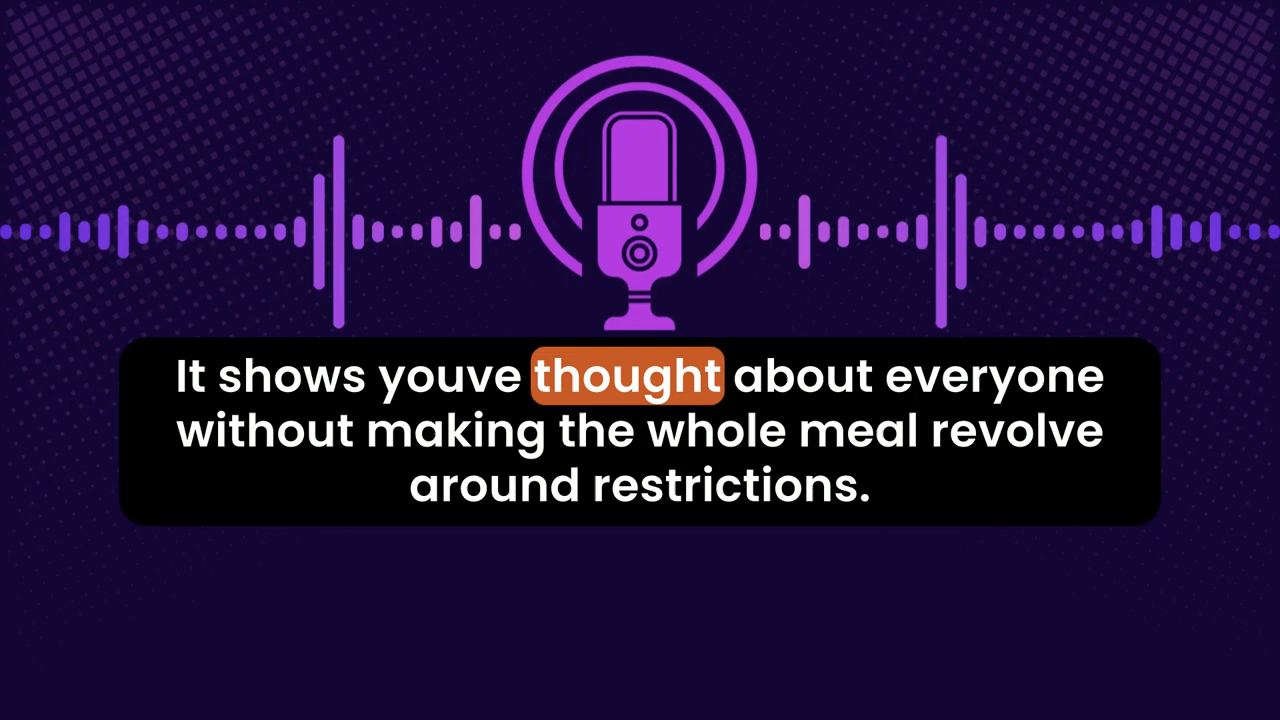 It shows youve thought about everyone
without making the whole meal revolve
around restrictions.